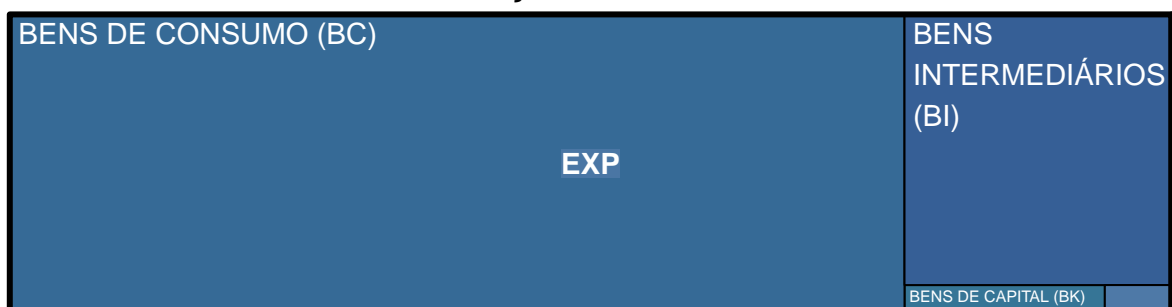 BENS DE CONSUMO (BC)
BENS
INTERMEDIÁRIOS
(BI)
EXP
BENS DE CAPITAL (BK)